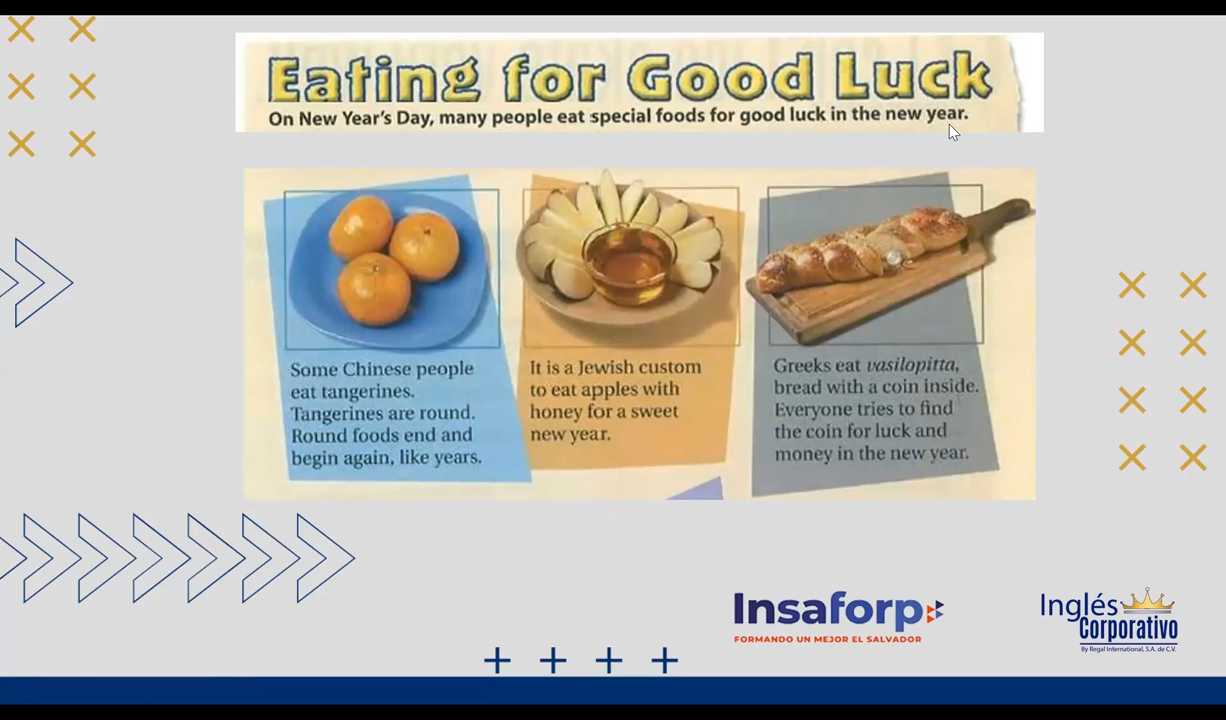 Eating for Good Luck
On New Year's Day, many people eat special foods for good luck in the new year.
Some Chinese people
eat tangerines.
Tangerines are round.
Round foods end and
begin again, like years.
It is a Jewish custom
to eat apples with
honey for a sweet
new year.
Greeks eat vasilopitta,
bread with a coin inside.
Everyone tries to find
the coin for luck and
money in the new year.
Insaforp
FORMANDO UN MEJOR EL SALVADOR
Inglés
Corporativo
By Regal International, S.A. de C.V.